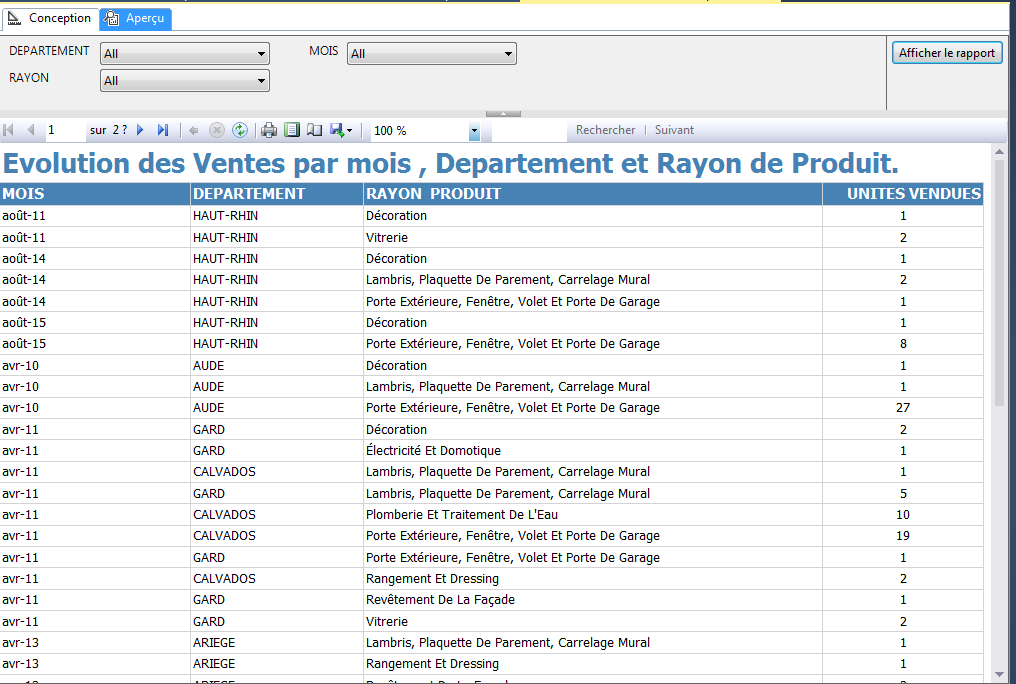 Conception Aperçu
DEPARTEMENT All MOIS All Afficher le rapport
RAYON All
1 sur 2 ? 100 % Rechercher | Suivant
Evolution des Ventes par mois , Departement et Rayon de Produit.
MOIS DEPARTEMENT RAYON PRODUIT UNITES VENDUES
août-11 HAUT-RHIN Décoration 1
août-11 HAUT-RHIN Vitrerie 2
août-14 HAUT-RHIN Décoration 1
août-14 HAUT-RHIN Lambris, Plaquette De Parement, Carrelage Mural 2
août-14 HAUT-RHIN Porte Extérieure, Fenêtre, Volet Et Porte De Garage 1
août-15 HAUT-RHIN Décoration 1
août-15 HAUT-RHIN Porte Extérieure, Fenêtre, Volet Et Porte De Garage 8
avr-10 AUDE Décoration 1
avr-10 AUDE Lambris, Plaquette De Parement, Carrelage Mural 1
avr-10 AUDE Porte Extérieure, Fenêtre, Volet Et Porte De Garage 27
avr-11 GARD Décoration 2
avr-11 GARD Électricité Et Domotique 1
avr-11 CALVADOS Lambris, Plaquette De Parement, Carrelage Mural 1
avr-11 GARD Lambris, Plaquette De Parement, Carrelage Mural 5
avr-11 CALVADOS Plomberie Et Traitement De L'Eau 10
avr-11 CALVADOS Porte Extérieure, Fenêtre, Volet Et Porte De Garage 19
avr-11 GARD Porte Extérieure, Fenêtre, Volet Et Porte De Garage 1
avr-11 CALVADOS Rangement Et Dressing 2
avr-11 GARD Revêtement De La Façade 1
avr-11 GARD Vitrerie 2
avr-13 ARIEGE Lambris, Plaquette De Parement, Carrelage Mural 1
avr-13 ARIEGE Rangement Et Dressing 1